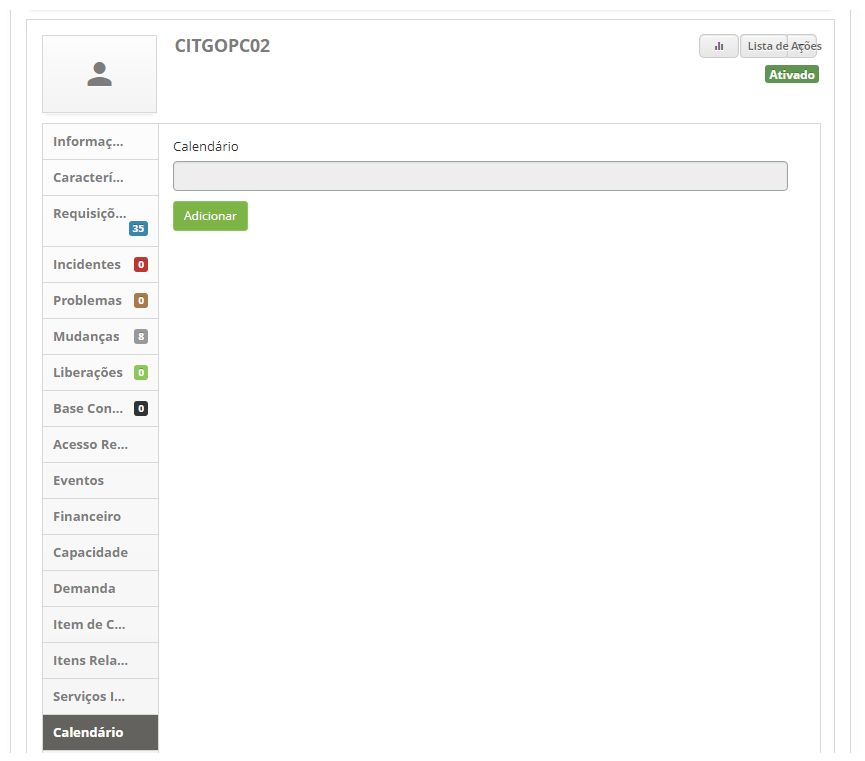 CITGOPC02
Lista de Ações
Ativado
Informaç...
Caracterí...
Requisiçõ...
35
Incidentes 0
Problemas 0
Mudanças 8
Liberações 0
Base Con... 0
Acesso Re...
Eventos
Financeiro
Capacidade
Demanda
Item de C...
Itens Rela...
Serviços I...
Calendário
Calendário
Adicionar